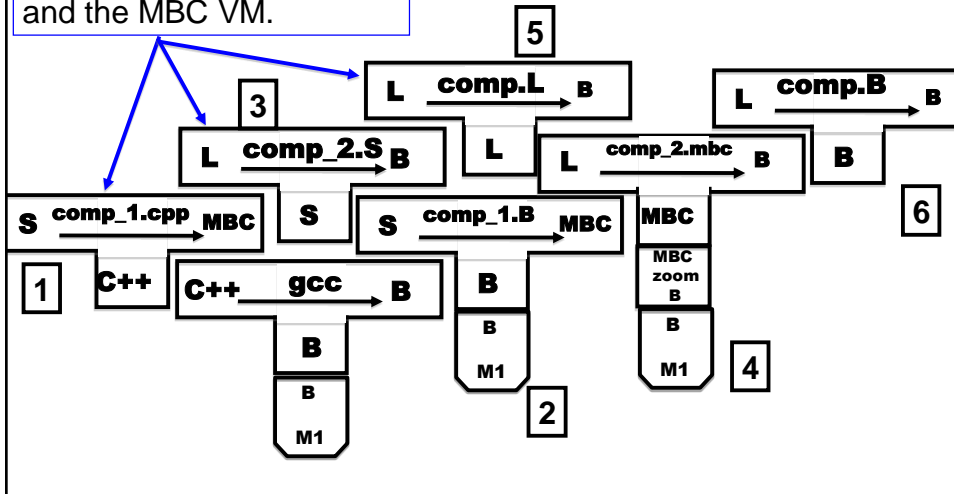 and the MBC VM.
5
L comp.L B
L
L comp.B B
B
6
3
L comp_2.S B
S
L comp_2.mbc B
MBC
MBC
zoom
B
B
M1
4
S comp_1.cpp MBC
C++
1
S comp_1.B MBC
B
B
M1
2
C++ gcc B
B
B
M1